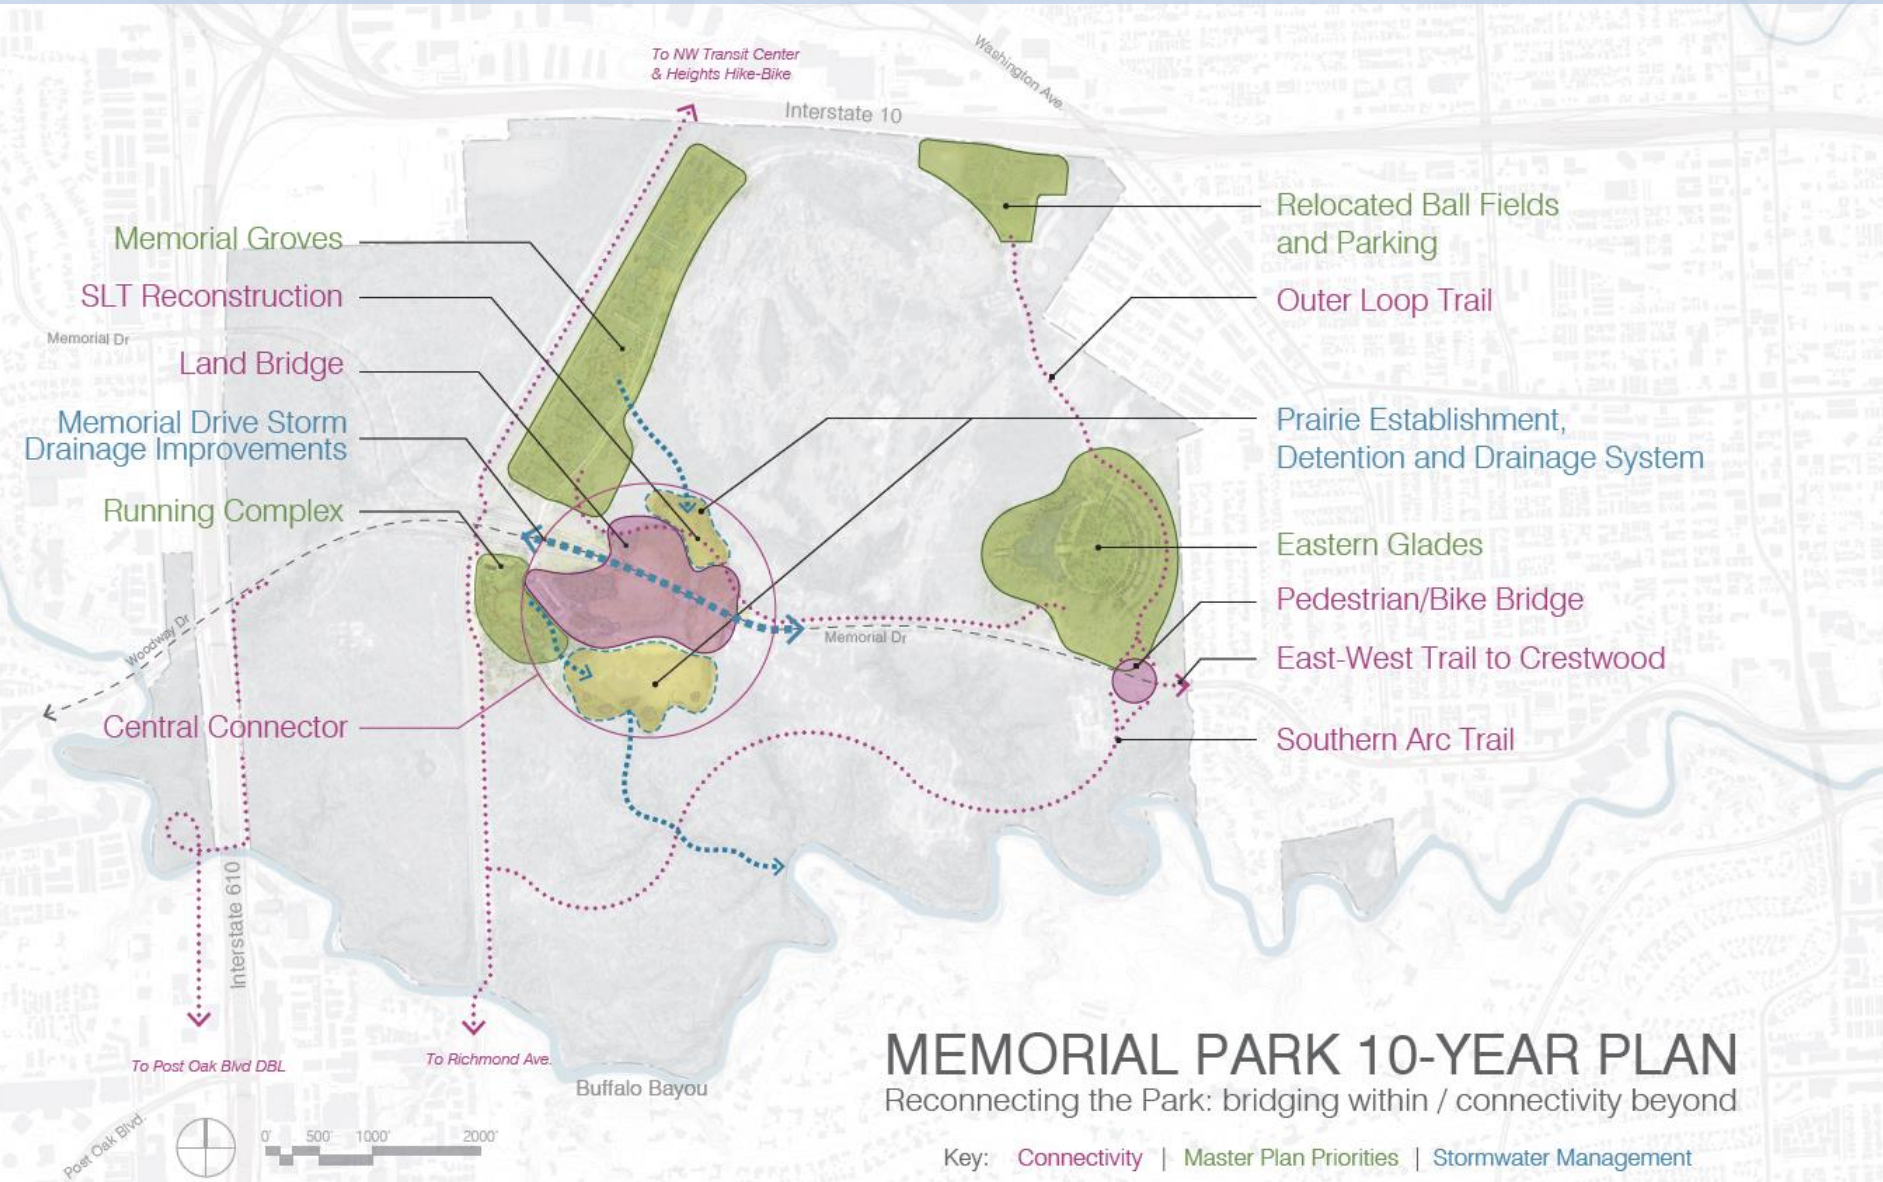 To NW Transit Center
& Heights Hike-Bike
Washington Ave.
Interstate 10
Memorial Groves
SLT Reconstruction
Memorial Dr
Land Bridge
Memorial Drive Storm
Drainage Improvements
Running Complex
Woodway Dr
Central Connector
Relocated Ball Fields
and Parking
Outer Loop Trail
Prairie Establishment,
Detention and Drainage System
Eastern Glades
Pedestrian/Bike Bridge
Memorial Dr
East-West Trail to Crestwood
Southern Arc Trail
Interstate 610
To Post Oak Blvd DBL
To Richmond Ave.
Buffalo Bayou
Post Oak Blvd.
0' 500' 1000' 2000'
MEMORIAL PARK 10-YEAR PLAN
Reconnecting the Park: bridging within / connectivity beyond
Key: Connectivity | Master Plan Priorities | Stormwater Management